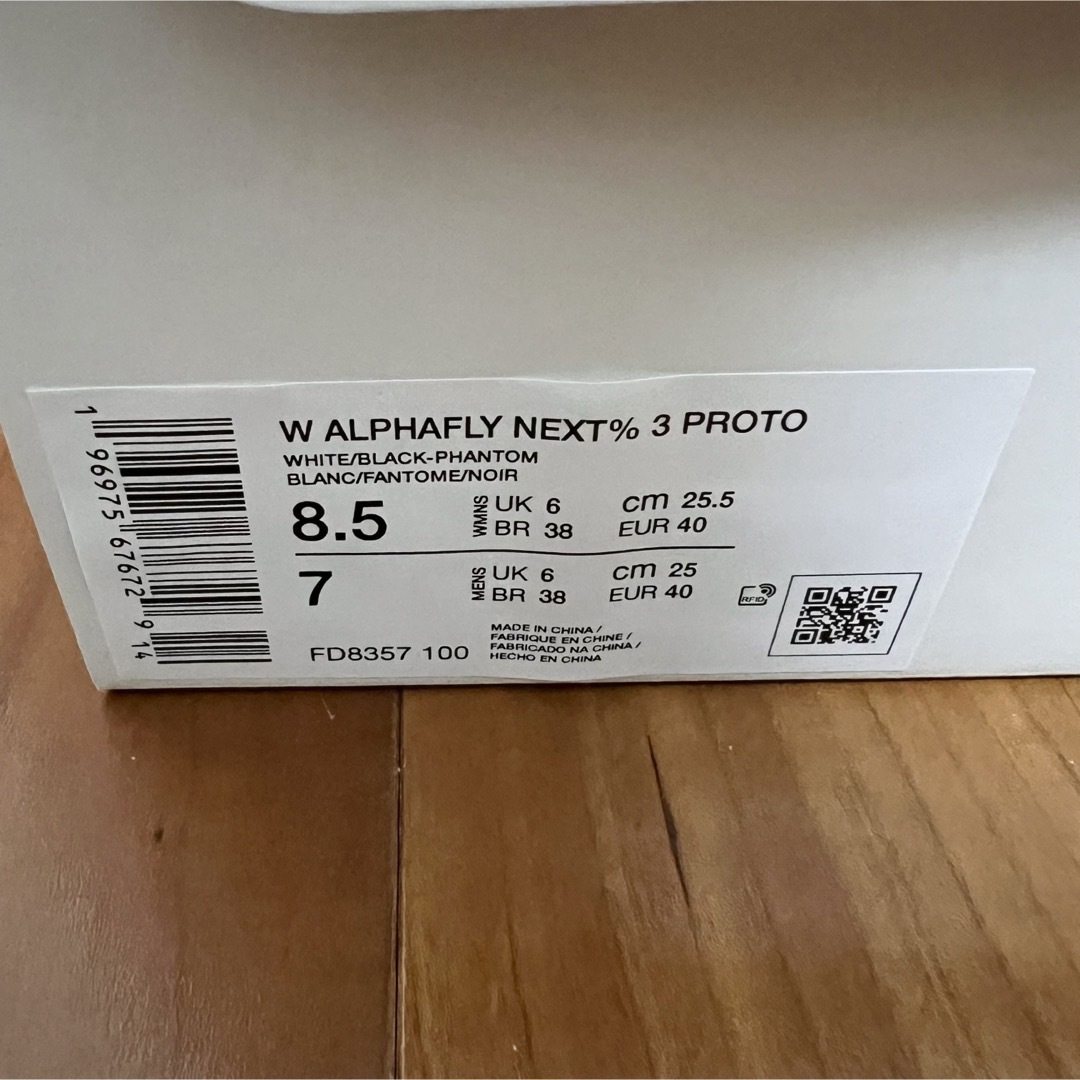 W ALPHAFLY NEXT% 3 PROTO
WHITE/BLACK-PHANTOM
BLANC/FANTOME/NOIR
8.5 WMNS UK 6 cm 25.5
BR 38 EUR 40
7 MENS UK 6 cm 25
BR 38 EUR 40
RFID
FD8357 100
MADE IN CHINA /
FABRIQUE EN CHINE /
FABRICADO NA CHINA /
HECHO EN CHINA
1 96975 67672 9 14